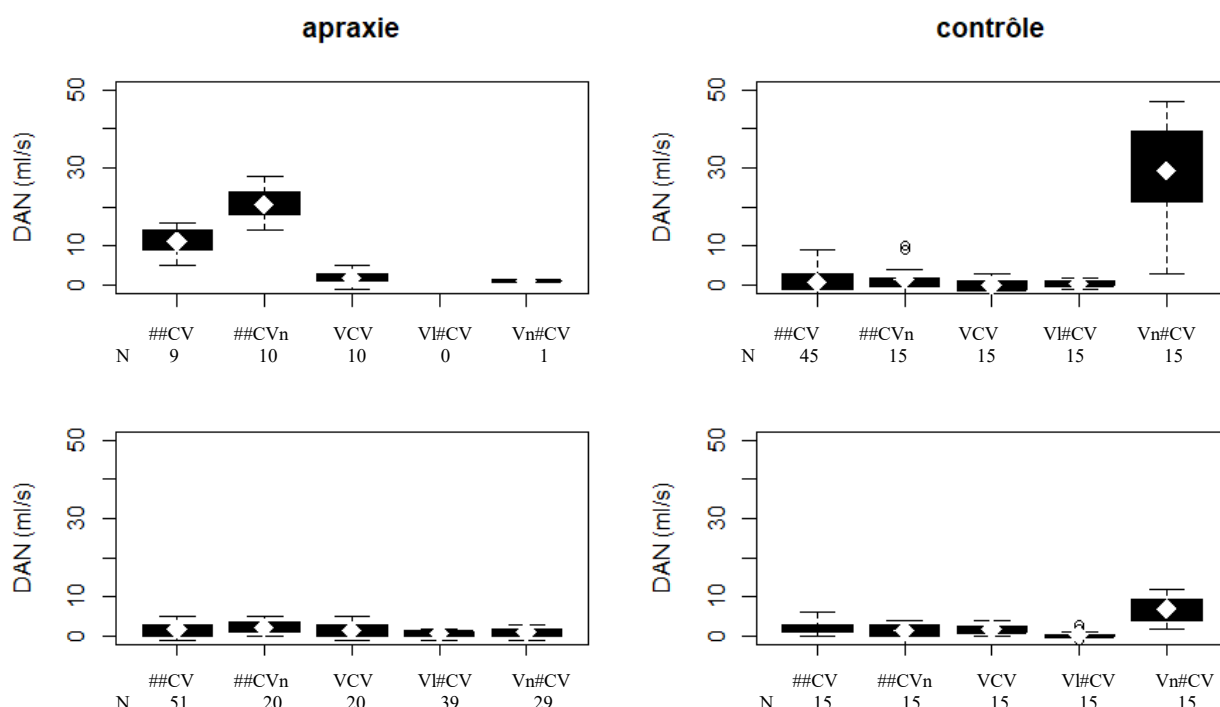 apraxie contrôle
50
30
10
0
DAN (ml/s)
##CV ##CVn VCV Vl#CV Vn#CV
N 9 10 10 0 1
50
30
10
0
DAN (ml/s)
##CV ##CVn VCV Vl#CV Vn#CV
N 45 15 15 15 15
50
30
10
0
DAN (ml/s)
##CV ##CVn VCV Vl#CV Vn#CV
N 51 20 20 39 29
50
30
10
0
DAN (ml/s)
##CV ##CVn VCV Vl#CV Vn#CV
N 15 15 15 15 15